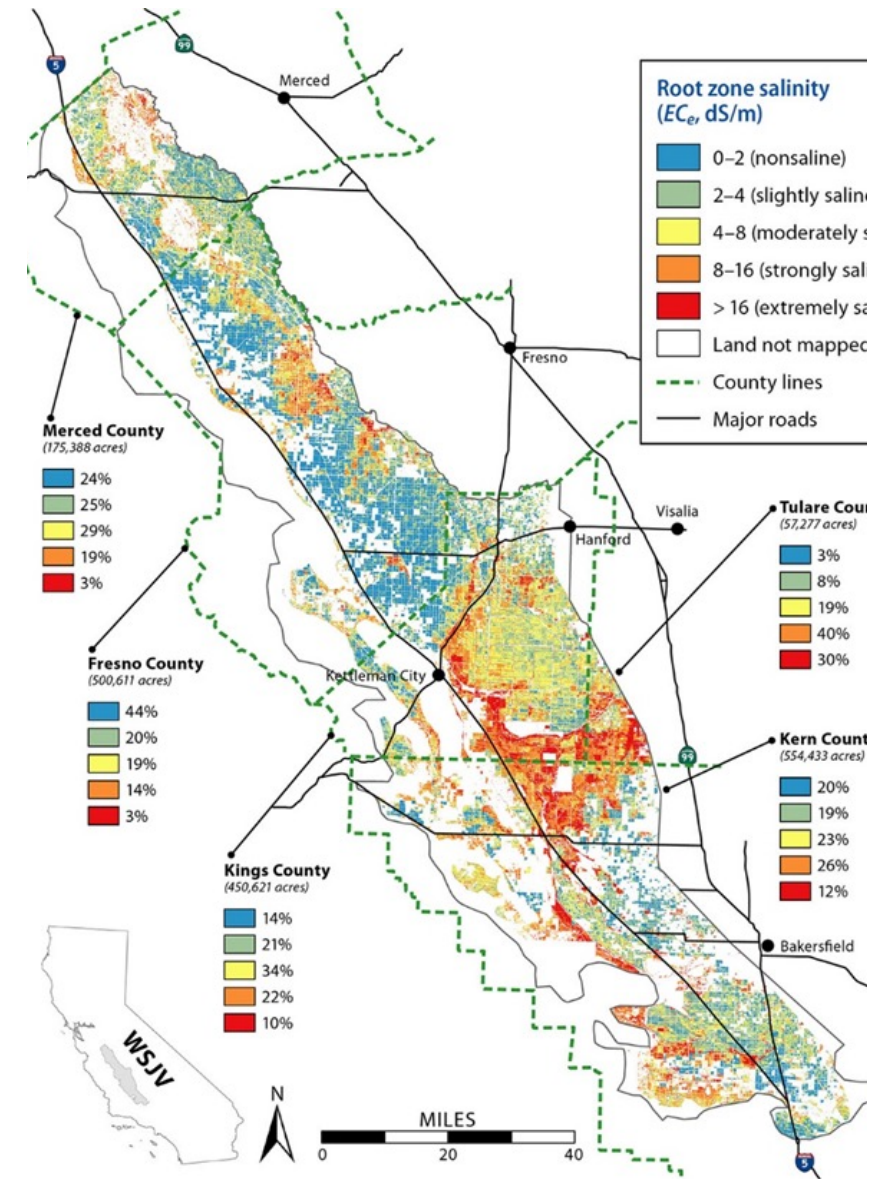 99
5
Merced
Root zone salinity
(ECe, dS/m)
0–2 (nonsaline)
2–4 (slightly salin
4–8 (moderately s
8–16 (strongly sal
> 16 (extremely sa
Land not mapped
County lines
Major roads
Fresno
Merced County
(175,388 acres)
24%
25%
29%
19%
3%
Visalia
Hanford
Tulare Cou
(57,277 acres)
3%
8%
19%
40%
30%
Fresno County
(500,611 acres)
44%
20%
19%
14%
3%
Kettleman City
99
Kern Count
(554,433 acres)
20%
19%
23%
26%
12%
Kings County
(450,621 acres)
14%
21%
34%
22%
10%
Bakersfield
WSJV
N
MILES
0 20 40
5